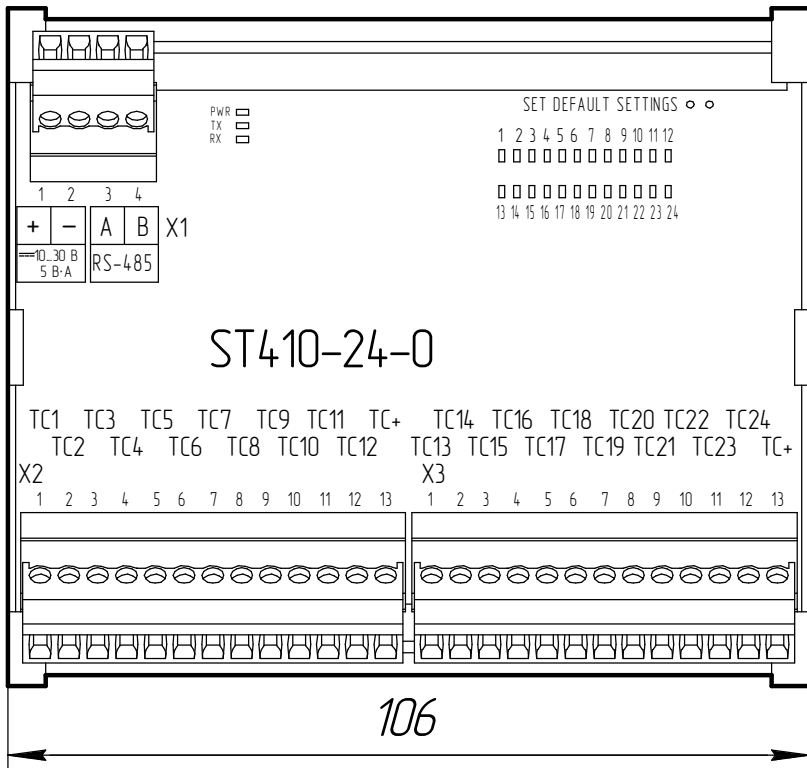 SET DEFAULT SETTINGS
PWR
TX
RX
1 2 3 4 5 6 7 8 9 10 11 12
13 14 15 16 17 18 19 20 21 22 23 24
1 2 3 4
+ − A B X1
10...30 В
5 В·А
RS-485
ST410-24-0
TC1 TC3 TC5 TC7 TC9 TC11 TC+ TC14 TC16 TC18 TC20 TC22 TC24
TC2 TC4 TC6 TC8 TC10 TC12 TC13 TC15 TC17 TC19 TC21 TC23 TC+
X2 X3
1 2 3 4 5 6 7 8 9 10 11 12 13 1 2 3 4 5 6 7 8 9 10 11 12 13
106